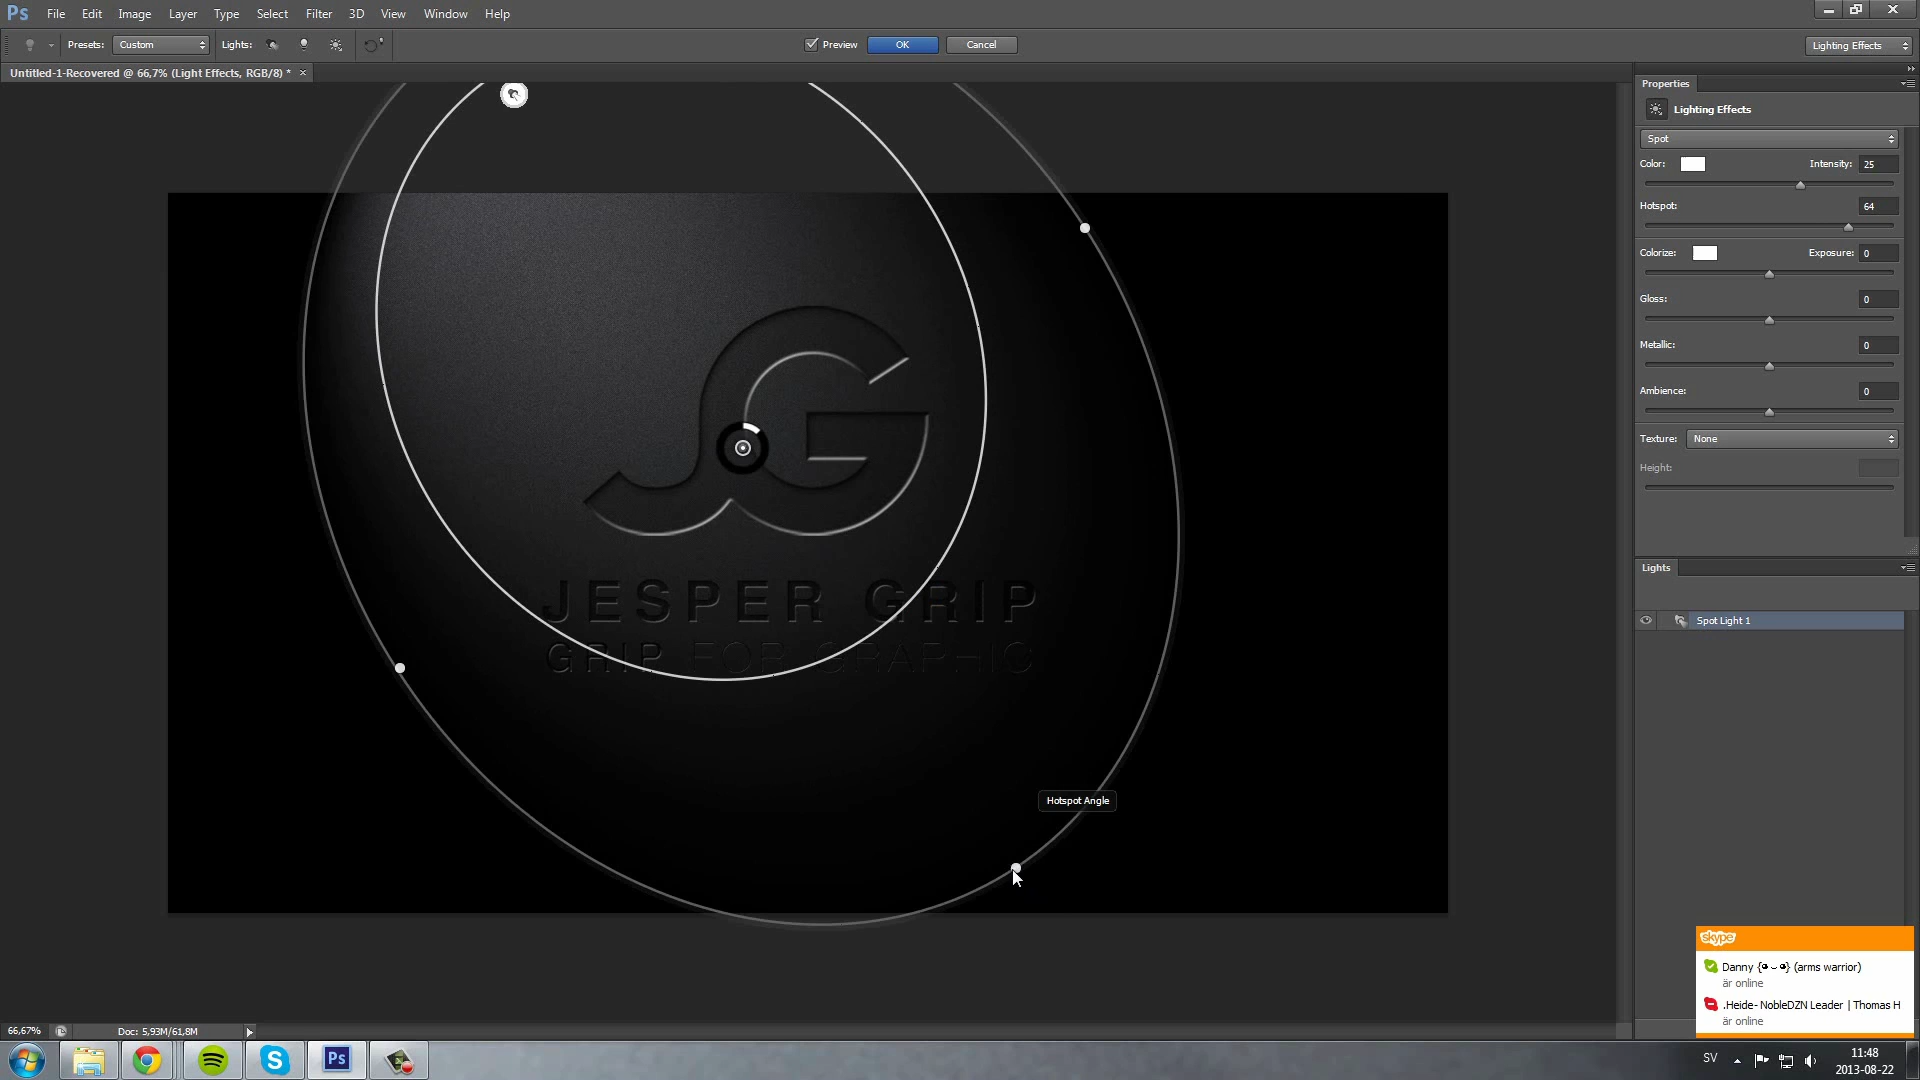 Ps File Edit Image Layer Type Select Filter 3D View Window Help
Presets: Custom Lights: Preview OK Cancel Lighting Effects
Untitled-1-Recovered @ 66,7% (Light Effects, RGB/8) * ×
Properties
Lighting Effects
Spot
Color: Intensity: 25
Hotspot: 64
Colorize: Exposure: 0
Gloss: 0
Metallic: 0
Ambience: 0
Texture: None
Height:
Lights
Spot Light 1
JG
JESPER GRIP
GRIP FOR GRAPHIC
Hotspot Angle
skype
Danny {• ⌣ •} (arms warrior)
är online
.Heide- NobleDZN Leader | Thomas H
är online
66,67% Doc: 5,93M/61,8M
S Ps SV 11:48
2013-08-22